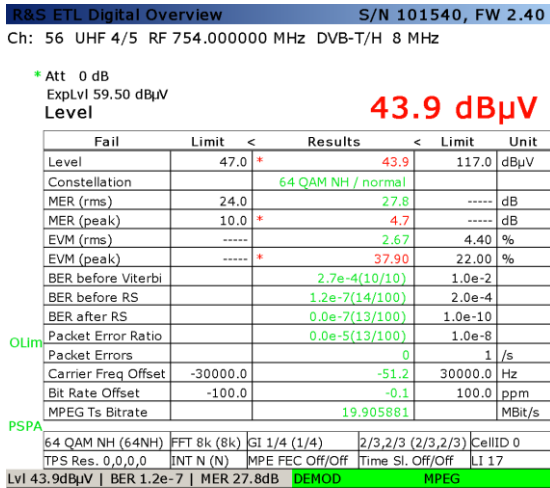 R&S ETL Digital Overview S/N 101540, FW 2.40
Ch: 56 UHF 4/5 RF 754.000000 MHz DVB-T/H 8 MHz
* Att 0 dB
ExpLvl 59.50 dBµV
Level 43.9 dBµV
Fail Limit < Results < Limit Unit
Level 47.0 * 43.9 117.0 dBµV
Constellation 64 QAM NH / normal
MER (rms) 24.0 27.8 ----- dB
MER (peak) 10.0 * 4.7 ----- dB
EVM (rms) ----- 2.67 4.40 %
EVM (peak) ----- * 37.90 22.00 %
BER before Viterbi 2.7e-4(10/10) 1.0e-2
BER before RS 1.2e-7(14/100) 2.0e-4
BER after RS 0.0e-7(13/100) 1.0e-10
OLim Packet Error Ratio 0.0e-5(13/100) 1.0e-8
Packet Errors 0 1 /s
Carrier Freq Offset -30000.0 -51.2 30000.0 Hz
Bit Rate Offset -100.0 -0.1 100.0 ppm
MPEG Ts Bitrate 19.905881 MBit/s
PSPA
64 QAM NH (64NH) FFT 8k (8k) GI 1/4 (1/4) 2/3,2/3 (2/3,2/3) CellID 0
TPS Res. 0,0,0,0 INT N (N) MPE FEC Off/Off Time Sl. Off/Off LI 17
Lvl 43.9dBµV | BER 1.2e-7 | MER 27.8dB DEMOD MPEG